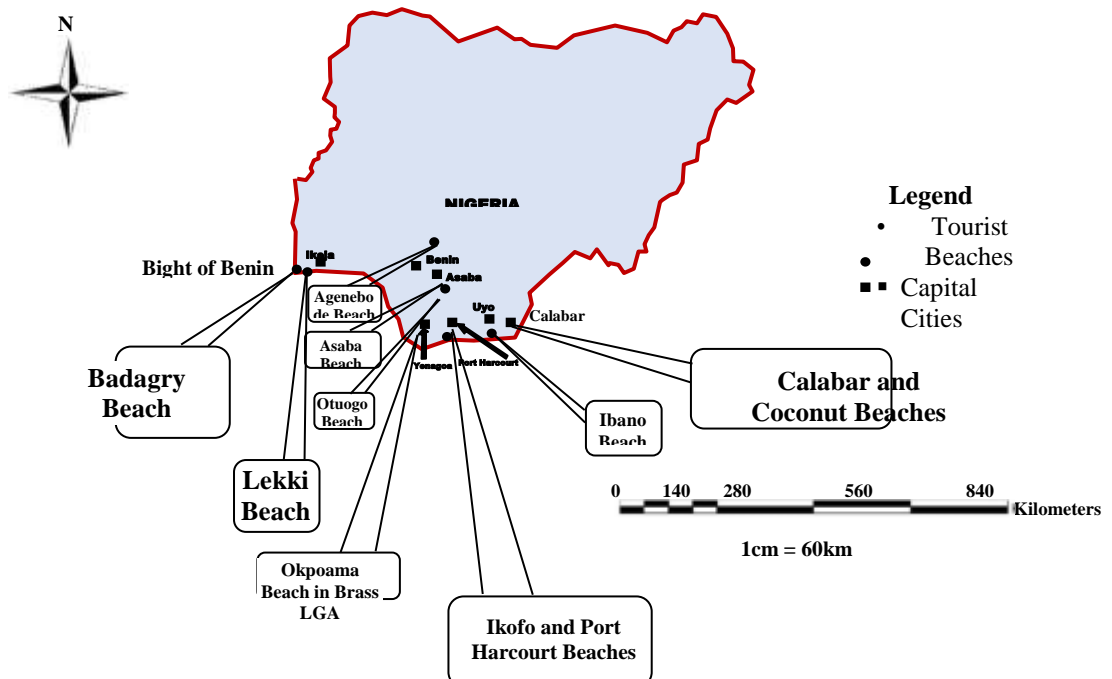 N
NIGERIA
Legend
• Tourist
Beaches
Capital
Cities
Ikeja
Bight of Benin
Benin
Asaba
Agenebo
de Beach
Uyo
Calabar
Asaba
Beach
Yenagoa
Port Harcourt
Badagry
Beach
Calabar and
Coconut Beaches
Otuogo
Beach
Ibano
Beach
Lekki
Beach
0 140 280 560 840
Kilometers
1cm = 60km
Okpoama
Beach in Brass
LGA
Ikofo and Port
Harcourt Beaches